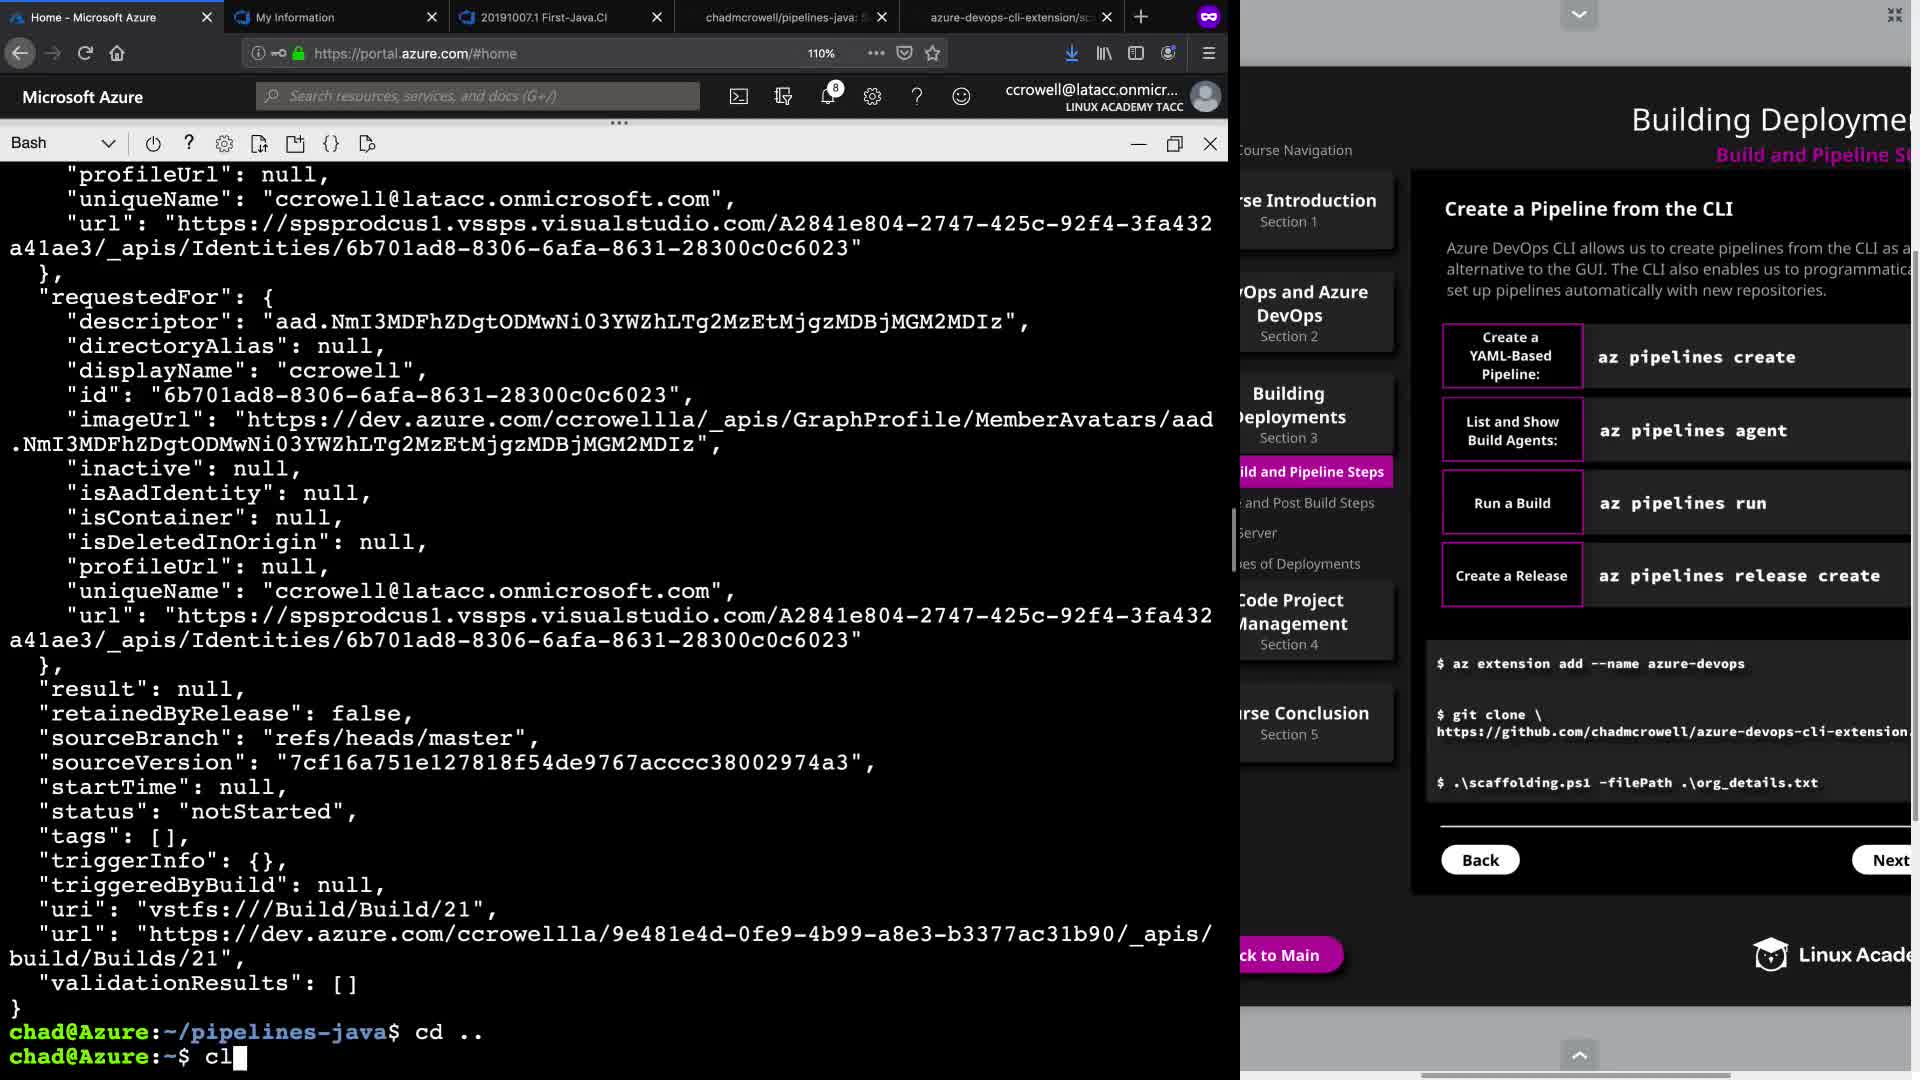 Home - Microsoft Azure
My Information
20191007.1 First-Java.CI
chadmcrowell/pipelines-java:
azure-devops-cli-extension/sc
https://portal.azure.com/#home
110%
Microsoft Azure
Search resources, services, and docs (G+/)
8
ccrowell@latacc.onmicr...
LINUX ACADEMY TACC
Bash
"profileUrl": null,
"uniqueName": "ccrowell@latacc.onmicrosoft.com",
"url": "https://spsprodcus1.vssps.visualstudio.com/A2841e804-2747-425c-92f4-3fa432
a41ae3/_apis/Identities/6b701ad8-8306-6afa-8631-28300c0c6023"
},
"requestedFor": {
"descriptor": "aad.NmI3MDFhZDgtODMwNi03YWZhLTg2MzEtMjgzMDBjMGM2MDIz",
"directoryAlias": null,
"displayName": "ccrowell",
"id": "6b701ad8-8306-6afa-8631-28300c0c6023",
"imageUrl": "https://dev.azure.com/ccrowellla/_apis/GraphProfile/MemberAvatars/aad
.NmI3MDFhZDgtODMwNi03YWZhLTg2MzEtMjgzMDBjMGM2MDIz",
"inactive": null,
"isAadIdentity": null,
"isContainer": null,
"isDeletedInOrigin": null,
"profileUrl": null,
"uniqueName": "ccrowell@latacc.onmicrosoft.com",
"url": "https://spsprodcus1.vssps.visualstudio.com/A2841e804-2747-425c-92f4-3fa432
a41ae3/_apis/Identities/6b701ad8-8306-6afa-8631-28300c0c6023"
},
"result": null,
"retainedByRelease": false,
"sourceBranch": "refs/heads/master",
"sourceVersion": "7cf16a751e127818f54de9767acccc38002974a3",
"startTime": null,
"status": "notStarted",
"tags": [],
"triggerInfo": {},
"triggeredByBuild": null,
"uri": "vstfs:///Build/Build/21",
"url": "https://dev.azure.com/ccrowellla/9e481e4d-0fe9-4b99-a8e3-b3377ac31b90/_apis/
build/Builds/21",
"validationResults": []
}
chad@Azure:~/pipelines-java$ cd ..
chad@Azure:~$ cl
Course Navigation
rse Introduction
Section 1
vOps and Azure
DevOps
Section 2
Building
Deployments
Section 3
ild and Pipeline Steps
e and Post Build Steps
Server
pes of Deployments
Code Project
Management
Section 4
urse Conclusion
Section 5
ck to Main
Building Deployme
Build and Pipeline S
Create a Pipeline from the CLI
Azure DevOps CLI allows us to create pipelines from the CLI as a
alternative to the GUI. The CLI also enables us to programmatica
set up pipelines automatically with new repositories.
Create a
YAML-Based
Pipeline:
az pipelines create
List and Show
Build Agents:
az pipelines agent
Run a Build
az pipelines run
Create a Release
az pipelines release create
$ az extension add --name azure-devops
$ git clone \
https://github.com/chadmcrowell/azure-devops-cli-extension.
$ .\scaffolding.ps1 -filePath .\org_details.txt
Back
Next
Linux Acade